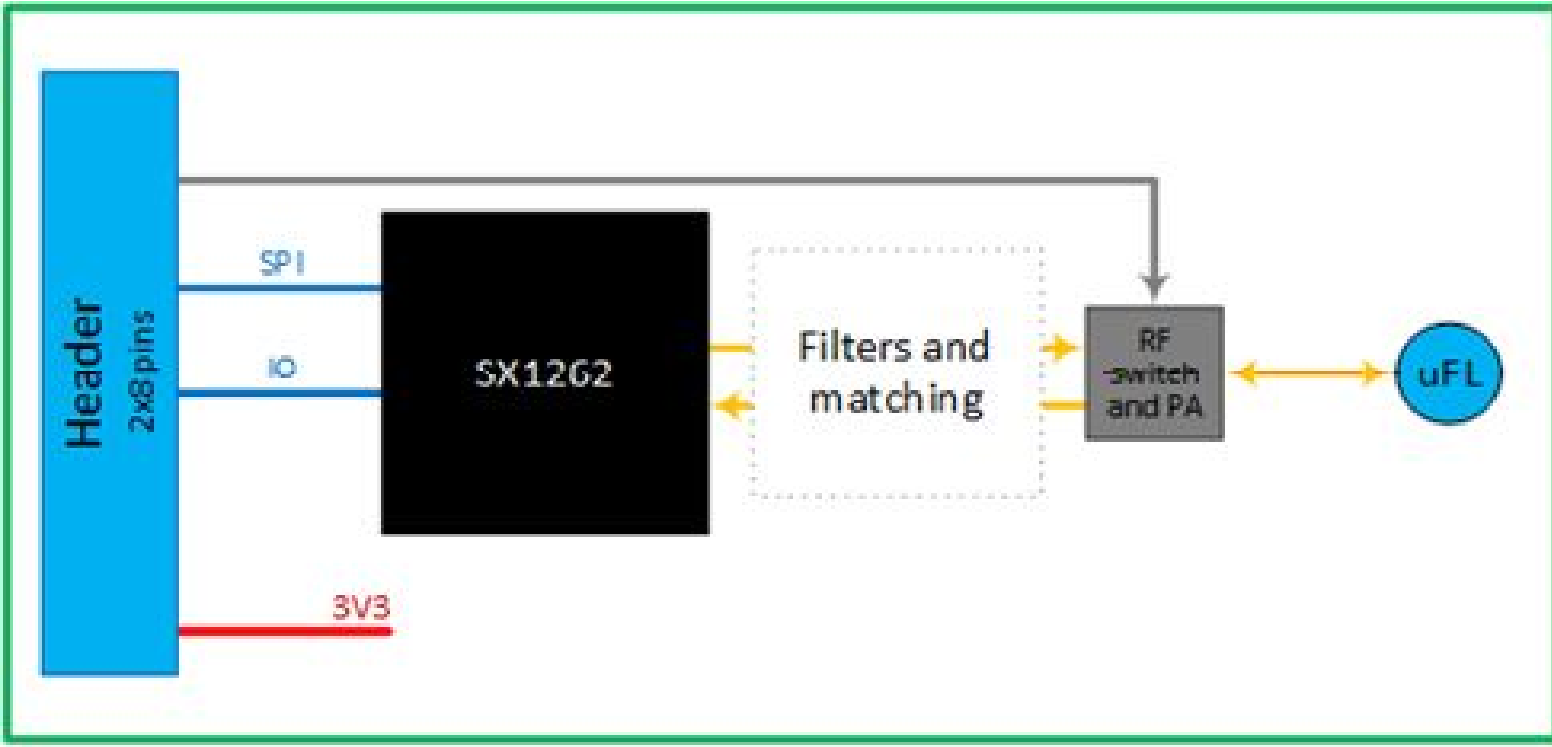 Header
2x8pins
SPI
IO
3V3
SX1262
Filters and
matching
RF
switch
and PA
uFL